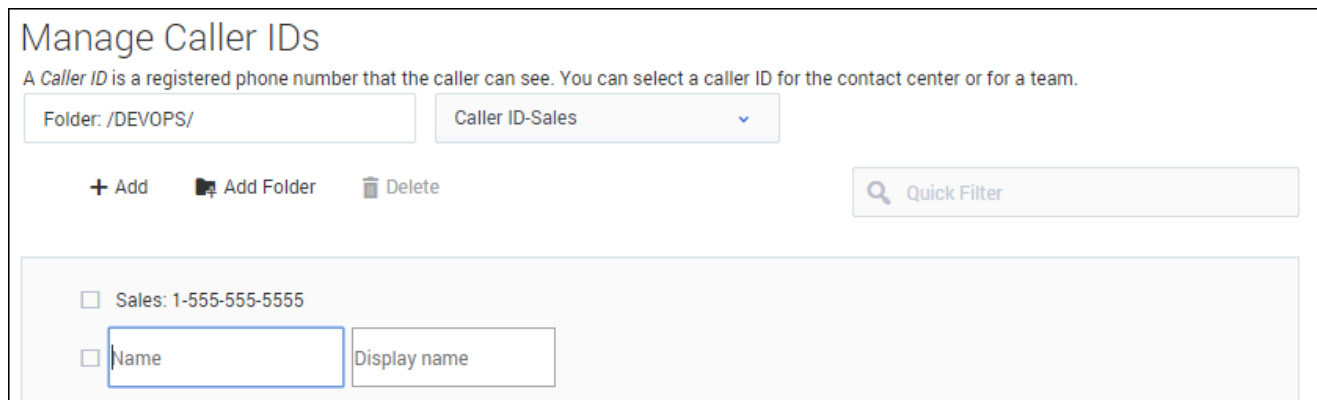 Manage Caller IDs
A Caller ID is a registered phone number that the caller can see. You can select a caller ID for the contact center or for a team.
Folder: /DEVOPS/ Caller ID-Sales
Add Add Folder Delete Quick Filter
Sales: 1-555-555-5555
Name Display name